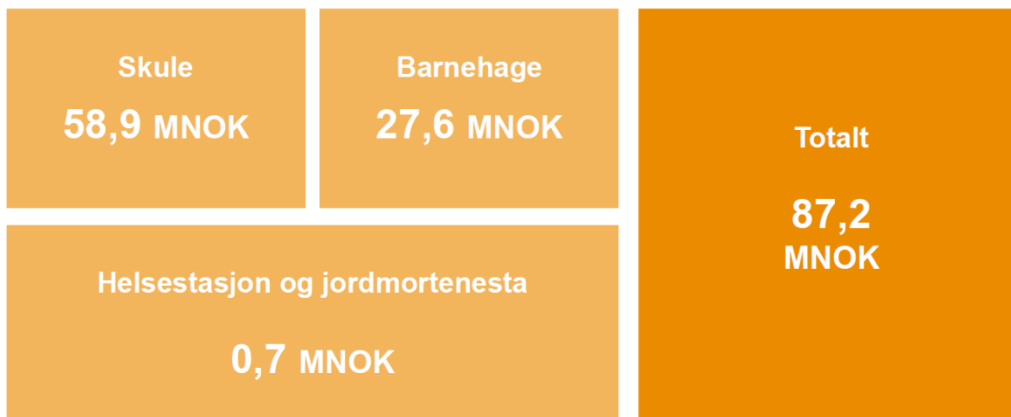 Skule
58,9 MNOK
Barnehage
27,6 MNOK
Helsestasjon og jordmortenesta
0,7 MNOK
Totalt
87,2
MNOK